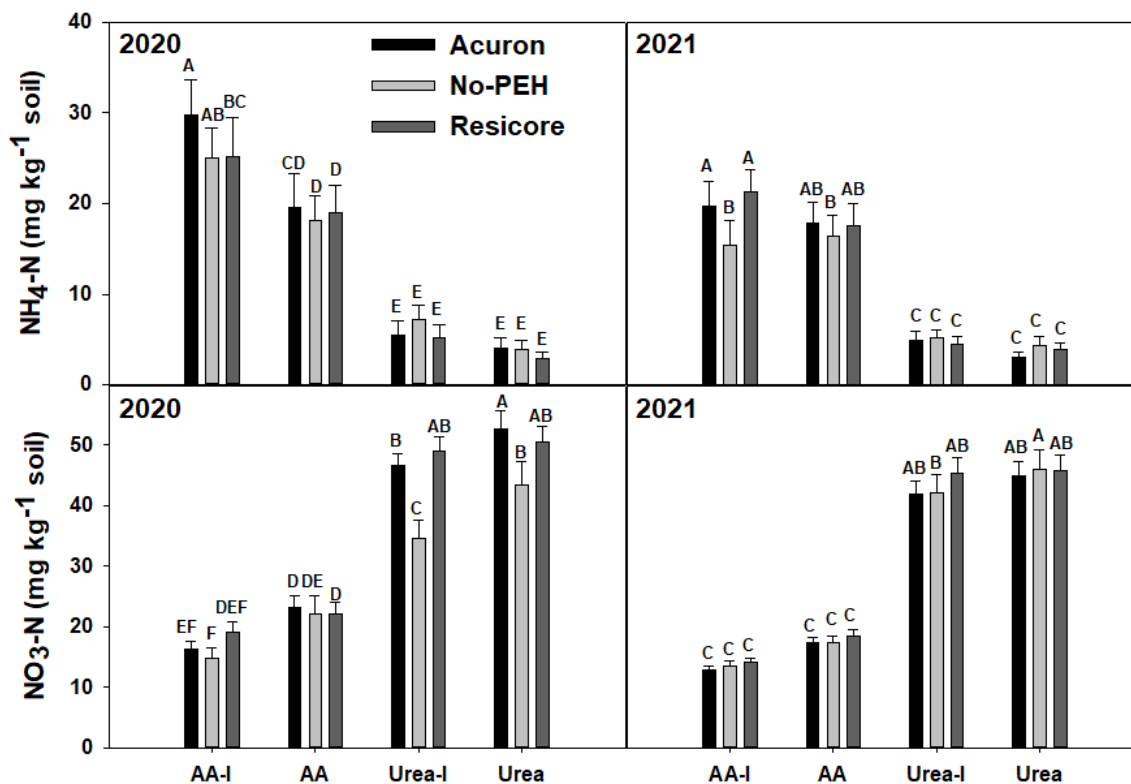 40
30
20
10
0
NH4-N (mg kg-1 soil)
2020
Acuron
No-PEH
Resicore
A
AB
BC
CD
D
D
E
E
E
E
E
E
2021
A
B
A
AB
B
AB
C
C
C
C
C
C
50
40
30
20
10
0
NO3-N (mg kg-1 soil)
2020
EF
F
DEF
D
DE
D
B
C
AB
A
B
AB
2021
C
C
C
C
C
C
AB
B
AB
AB
A
AB
AA-I AA Urea-I Urea
AA-I AA Urea-I Urea